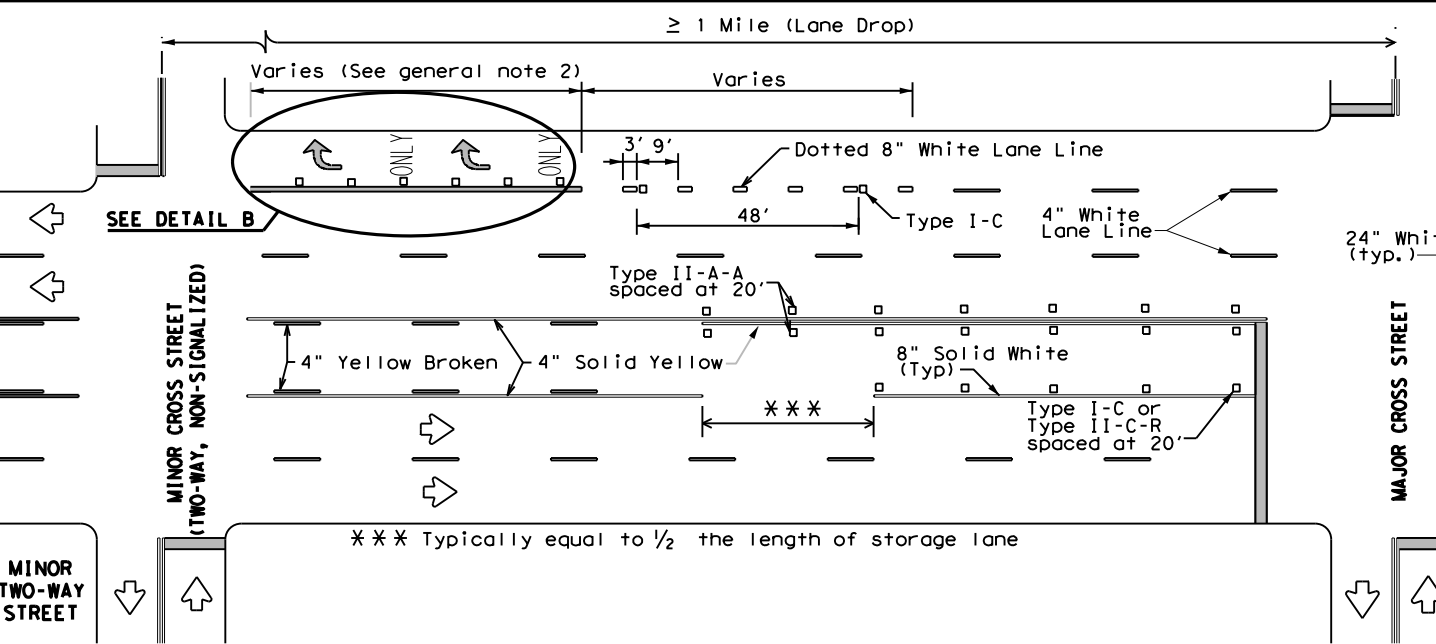 ≥ 1 Mile (Lane Drop)
Varies (See general note 2)
Varies
ONLY
ONLY
3' 9'
Dotted 8" White Lane Line
SEE DETAIL B
48'
Type I-C
4" White
Lane Line
24" Whi
(typ.)
Type II-A-A
spaced at 20'
4" Yellow Broken
4" Solid Yellow
8" Solid White
(Typ)
***
Type I-C or
Type II-C-R
spaced at 20'
MINOR CROSS STREET
(TWO-WAY, NON-SIGNALIZED)
MAJOR CROSS STREET
*** Typically equal to ½ the length of storage lane
MINOR
TWO-WAY
STREET